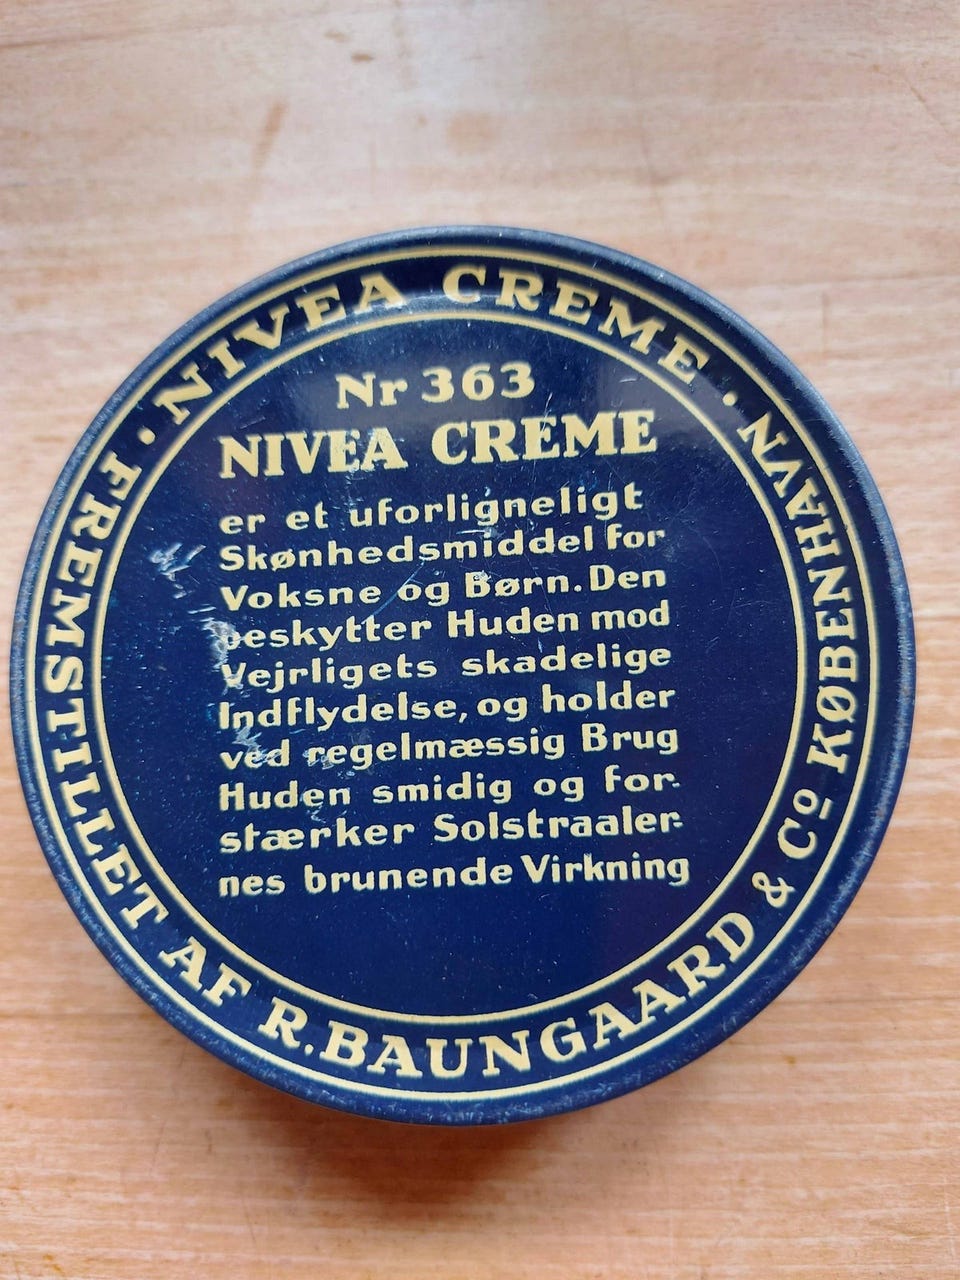 NIVEA CREME · KØBENHAVN
FREMSTILLET AF R. BAUNGAARD & Cº
Nr 363
NIVEA CREME
er et uforligneligt
Skønhedsmiddel for
Voksne og Børn. Den
beskytter Huden mod
Vejrligets skadelige
Indflydelse, og holder
ved regelmæssig Brug
Huden smidig og for-
stærker Solstraaler-
nes brunende Virkning